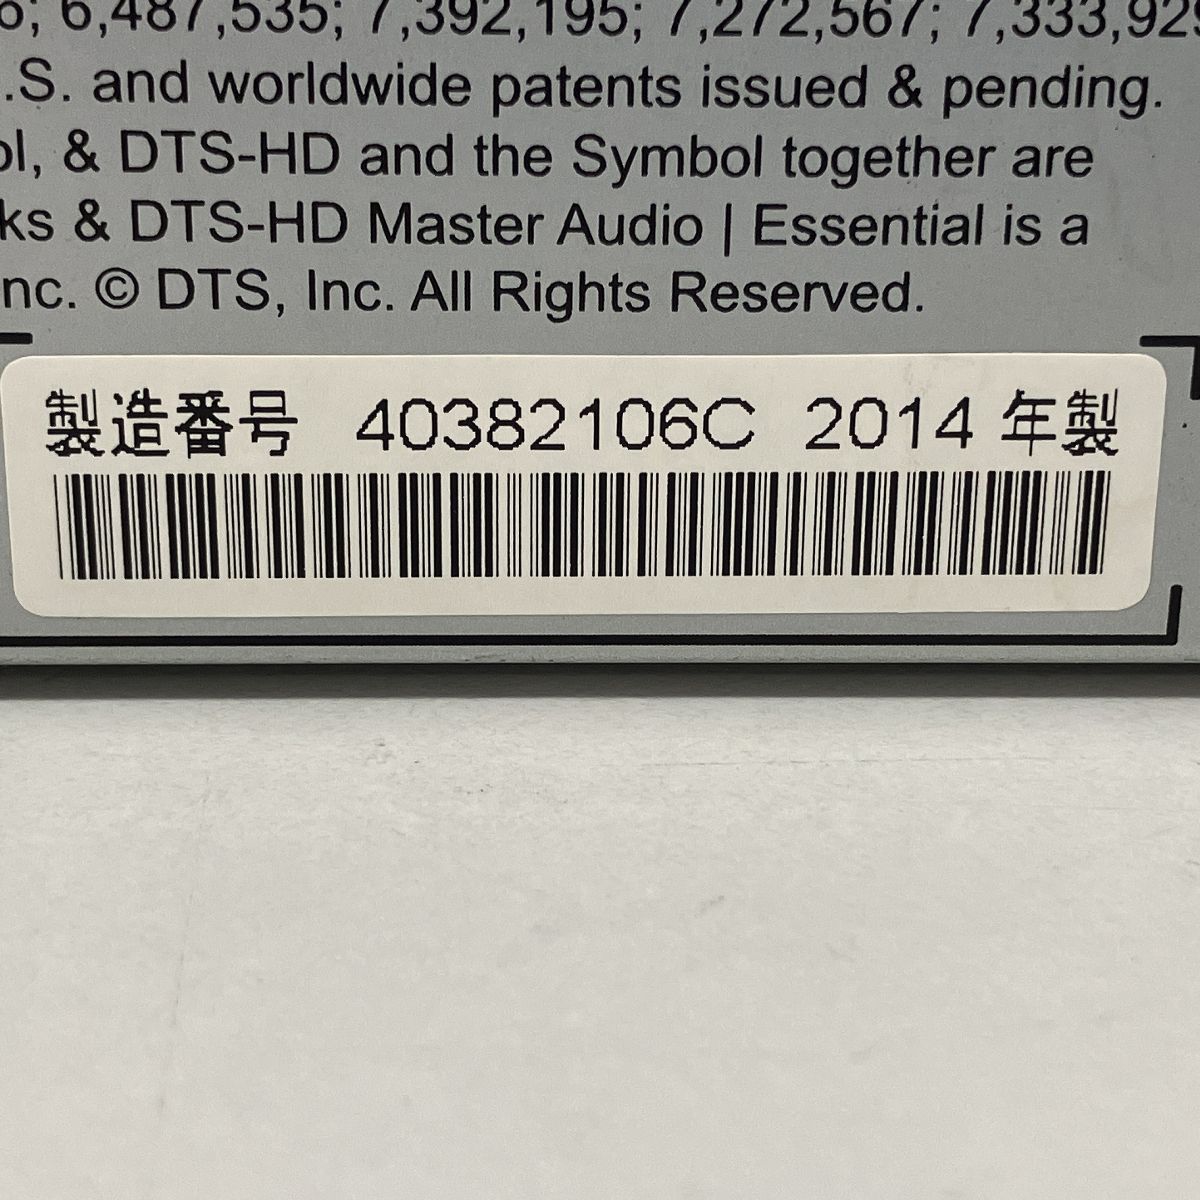 6,487,535; 7,392,195; 7,272,567; 7,333,929
.S. and worldwide patents issued & pending.
ol, & DTS-HD and the Symbol together are
ks & DTS-HD Master Audio | Essential is a
nc. © DTS, Inc. All Rights Reserved.
製造番号 40382106C 2014 年製